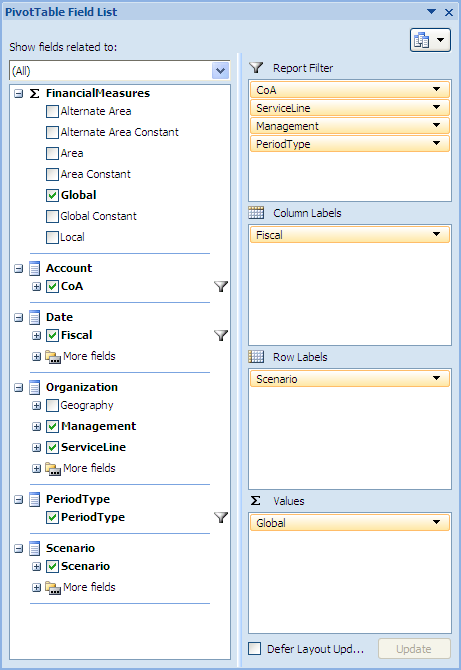 PivotTable Field List
Show fields related to:
(All)
Σ FinancialMeasures
Alternate Area
Alternate Area Constant
Area
Area Constant
Global
Global Constant
Local
Account
CoA
Date
Fiscal
More fields
Organization
Geography
Management
ServiceLine
More fields
PeriodType
PeriodType
Scenario
Scenario
More fields
Report Filter
CoA
ServiceLine
Management
PeriodType
Column Labels
Fiscal
Row Labels
Scenario
Σ Values
Global
Defer Layout Upd...
Update